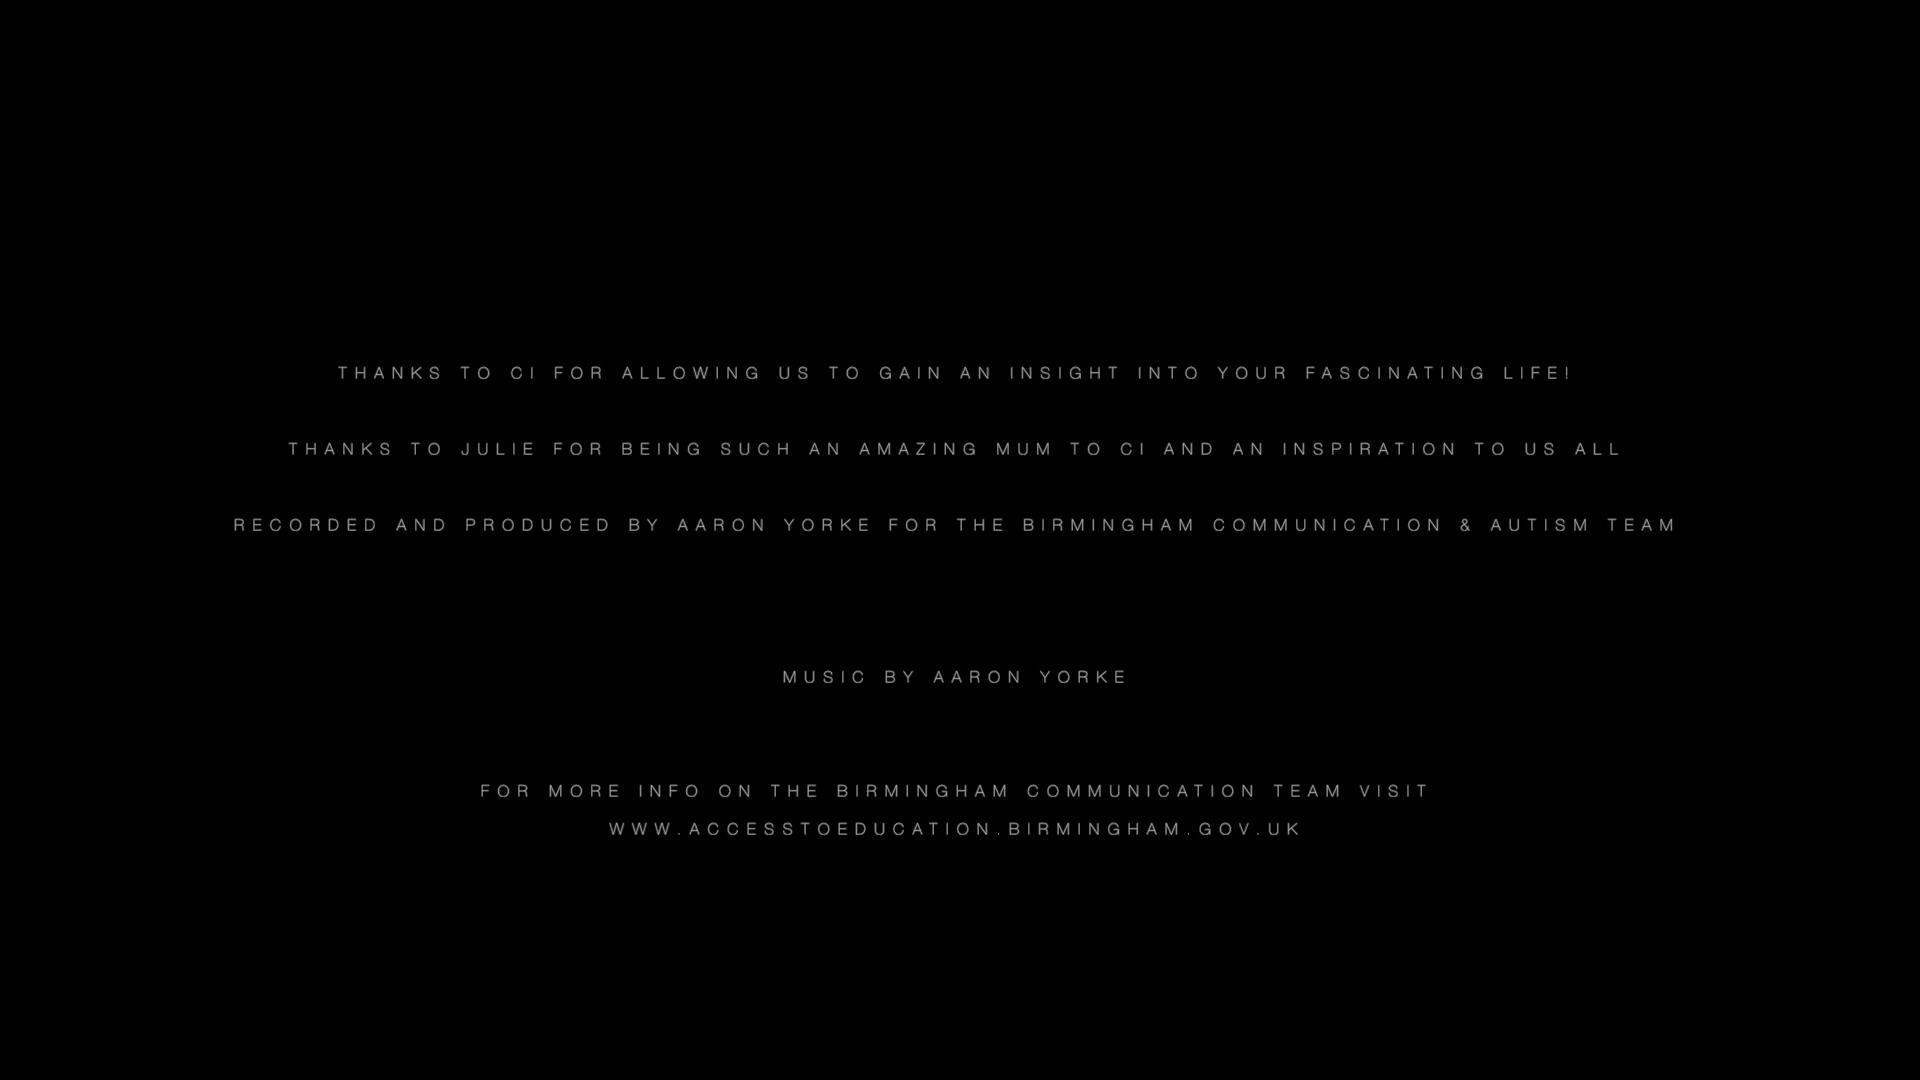 THANKS TO CI FOR ALLOWING US TO GAIN AN INSIGHT INTO YOUR FASCINATING LIFE!
THANKS TO JULIE FOR BEING SUCH AN AMAZING MUM TO CI AND AN INSPIRATION TO US ALL
RECORDED AND PRODUCED BY AARON YORKE FOR THE BIRMINGHAM COMMUNICATION & AUTISM TEAM
MUSIC BY AARON YORKE
FOR MORE INFO ON THE BIRMINGHAM COMMUNICATION TEAM VISIT
WWW.ACCESSTOEDUCATION.BIRMINGHAM.GOV.UK